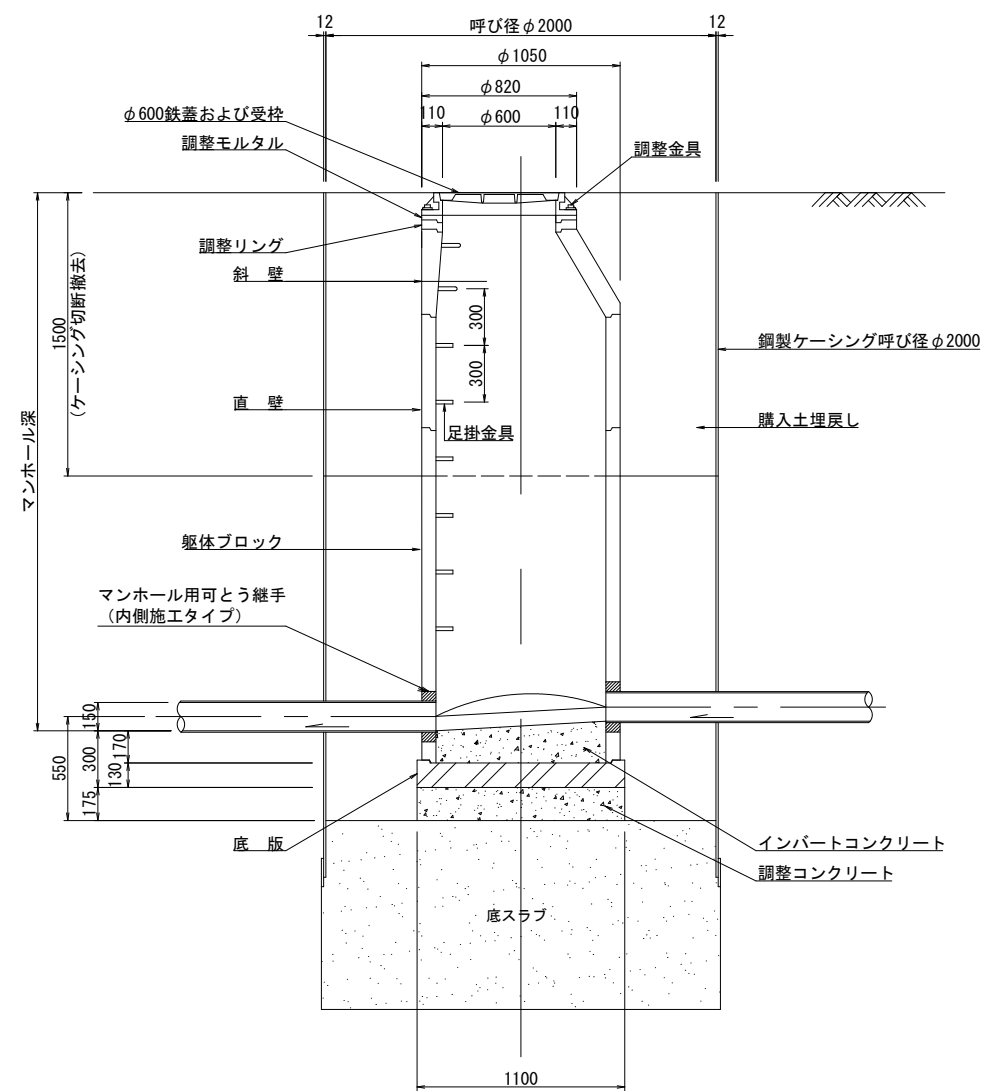 12
呼び径φ2000
12
φ1050
φ820
110
φ600
110
φ600鉄蓋および受枠
調整モルタル
調整金具
調整リング
斜　壁
1500
(ケーシング切断撤去)
300
300
鋼製ケーシング呼び径φ2000
直　壁
足掛金具
購入土埋戻し
マンホール深
躯体ブロック
マンホール用可とう継手
（内側施工タイプ）
150
550
300
170
130
175
底　版
インバートコンクリート
調整コンクリート
底スラブ
1100